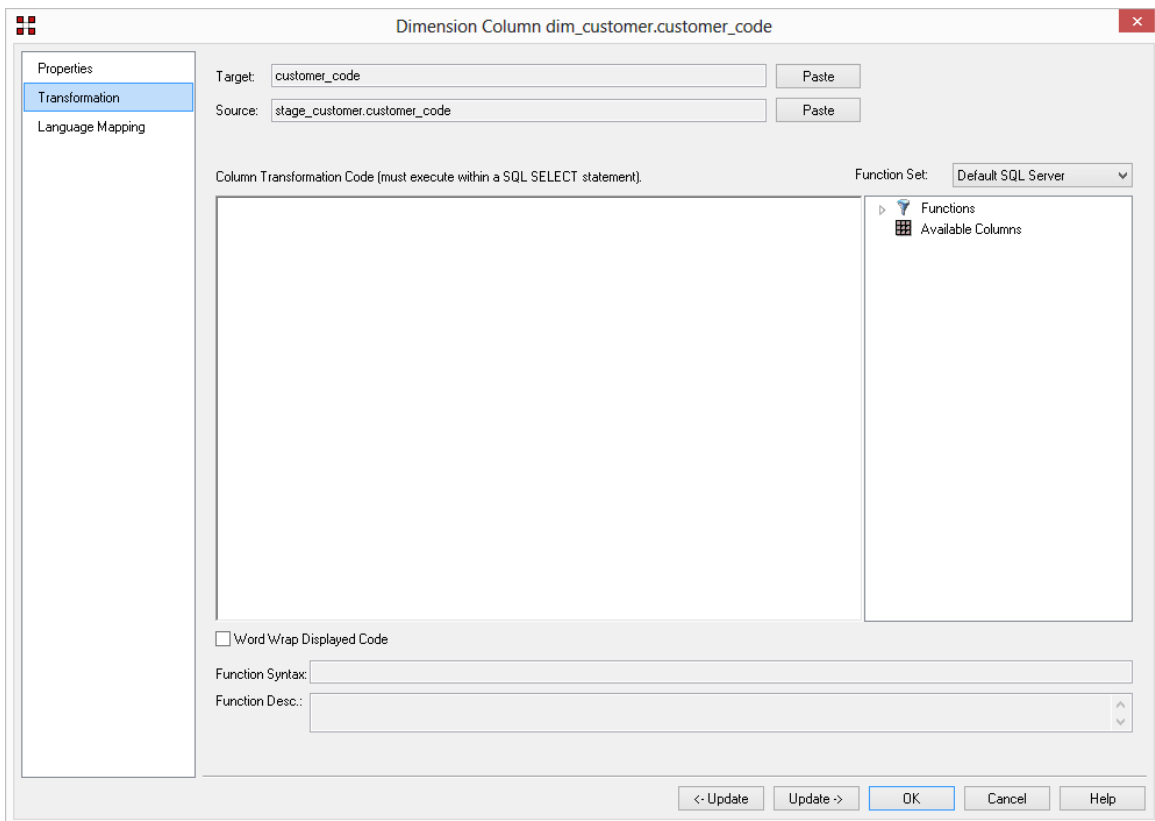 Dimension Column dim_customer.customer_code
Properties
Transformation
Language Mapping
Target: customer_code Paste
Source: stage_customer.customer_code Paste
Column Transformation Code (must execute within a SQL SELECT statement). Function Set: Default SQL Server
Functions
Available Columns
Word Wrap Displayed Code
Function Syntax:
Function Desc.:
<- Update Update -> OK Cancel Help